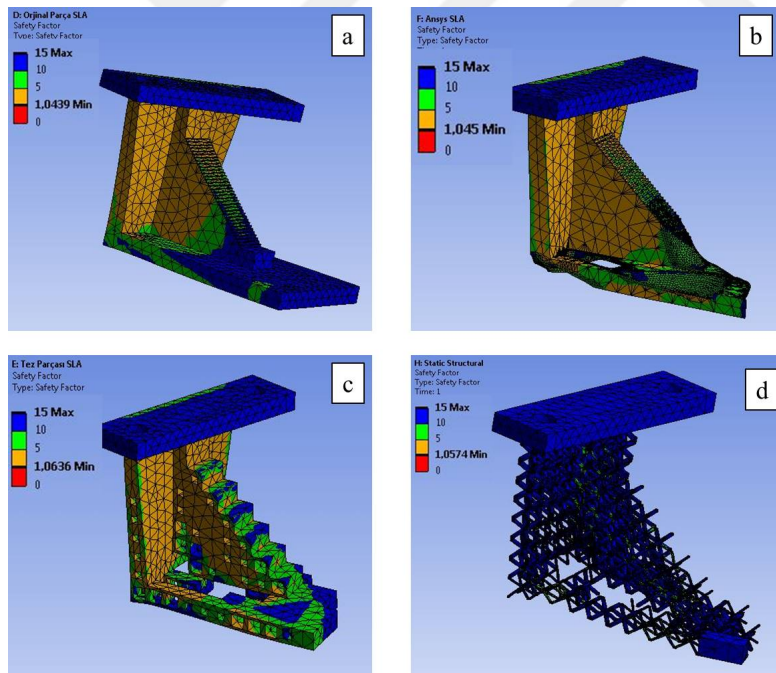 D: Orjinal Parça SLA
Safety Factor
Type: Safety Factor
15 Max
10
5
1,0439 Min
0
a
F: Ansys SLA
Safety Factor
Type: Safety Factor
15 Max
10
5
1,045 Min
0
b
E: Tez Parçası SLA
Safety Factor
Type: Safety Factor
15 Max
10
5
1,0636 Min
0
c
H: Static Structural
Safety Factor
Type: Safety Factor
Time: 1
15 Max
10
5
1,0574 Min
0
d